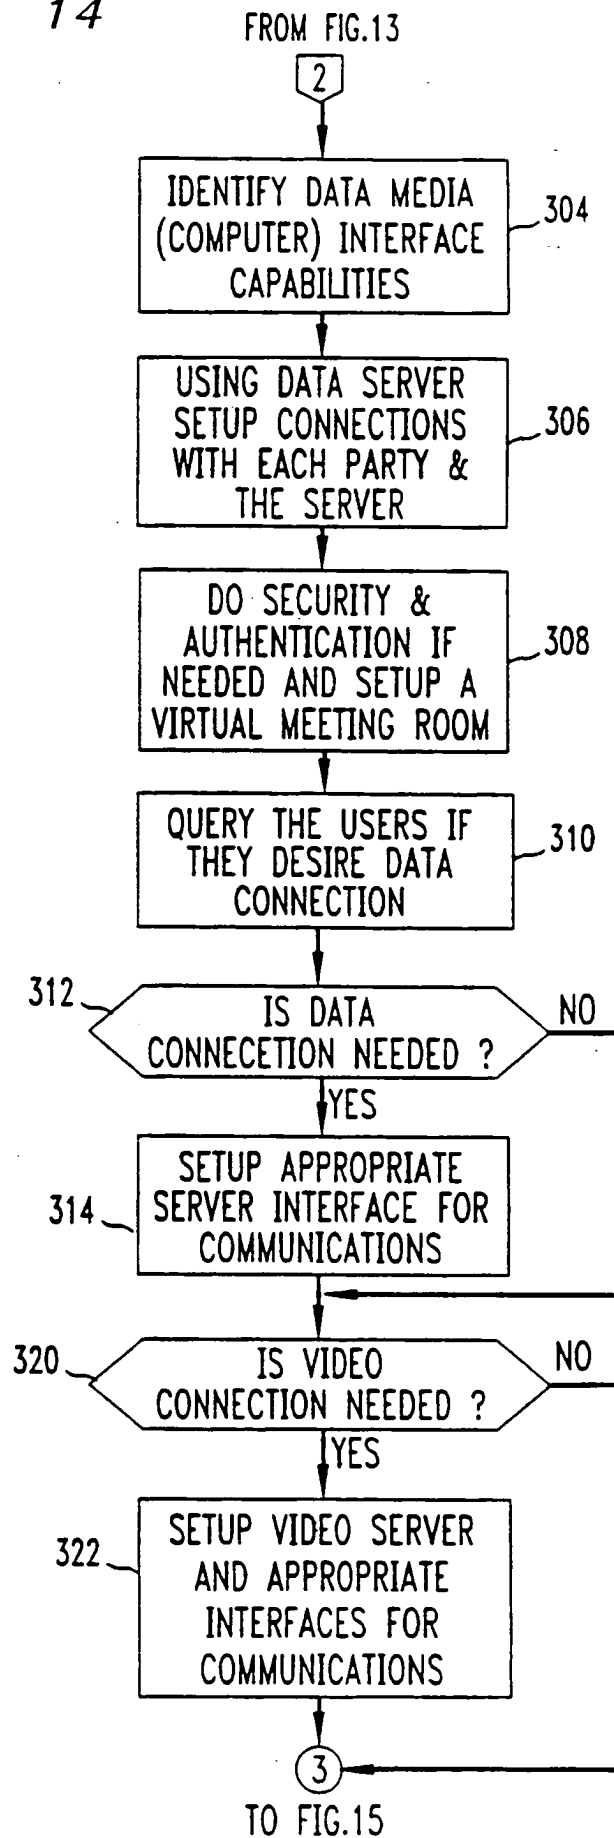 14
FROM FIG.13
2
IDENTIFY DATA MEDIA
(COMPUTER) INTERFACE
CAPABILITIES
304
USING DATA SERVER
SETUP CONNECTIONS
WITH EACH PARTY &
THE SERVER
306
DO SECURITY &
AUTHENTICATION IF
NEEDED AND SETUP A
VIRTUAL MEETING ROOM
308
QUERY THE USERS IF
THEY DESIRE DATA
CONNECTION
310
312
IS DATA
CONNECETION NEEDED ?
NO
YES
SETUP APPROPRIATE
SERVER INTERFACE FOR
COMMUNICATIONS
314
320
IS VIDEO
CONNECTION NEEDED ?
NO
YES
SETUP VIDEO SERVER
AND APPROPRIATE
INTERFACES FOR
COMMUNICATIONS
322
3
TO FIG.15